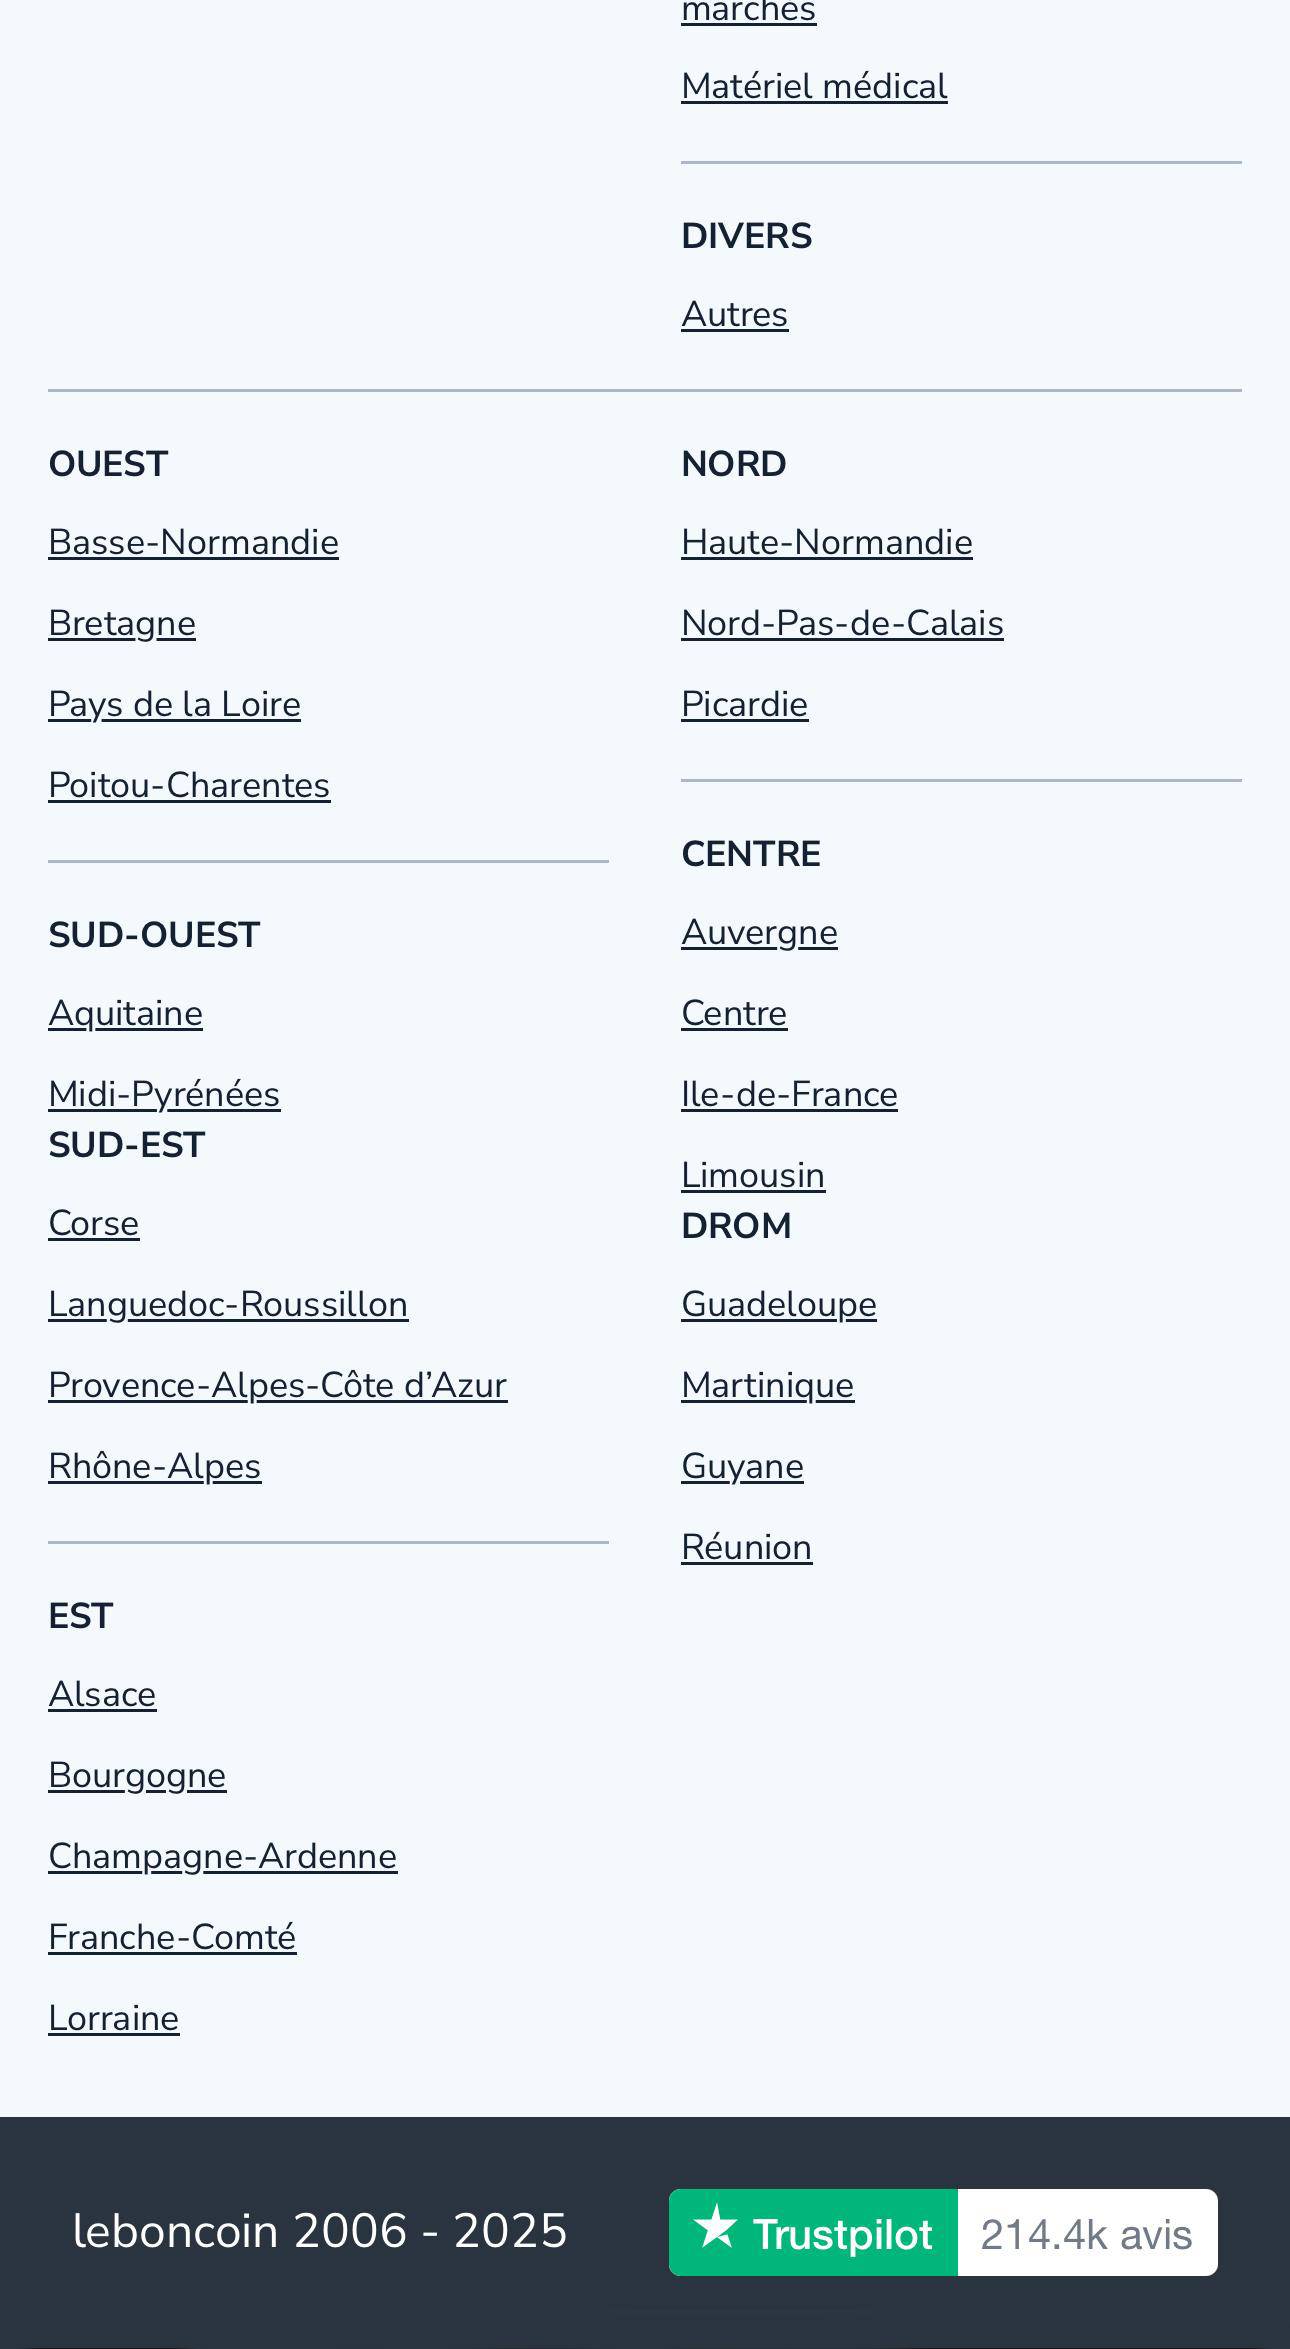 marchés
Matériel médical
DIVERS
Autres
OUEST
Basse-Normandie
Bretagne
Pays de la Loire
Poitou-Charentes
SUD-OUEST
Aquitaine
Midi-Pyrénées
SUD-EST
Corse
Languedoc-Roussillon
Provence-Alpes-Côte d’Azur
Rhône-Alpes
EST
Alsace
Bourgogne
Champagne-Ardenne
Franche-Comté
Lorraine
NORD
Haute-Normandie
Nord-Pas-de-Calais
Picardie
CENTRE
Auvergne
Centre
Ile-de-France
Limousin
DROM
Guadeloupe
Martinique
Guyane
Réunion
leboncoin 2006 - 2025
Trustpilot 214.4k avis